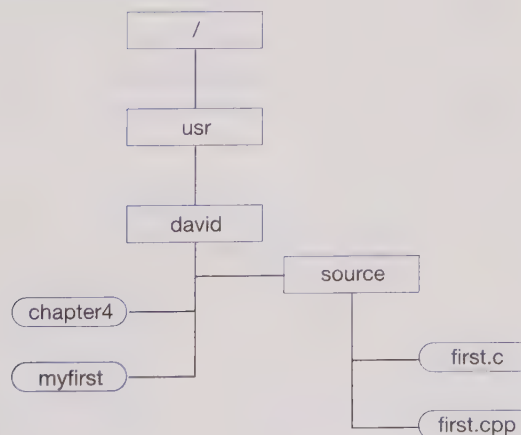 /
usr
david
source
chapter4
myfirst
first.c
first.cpp